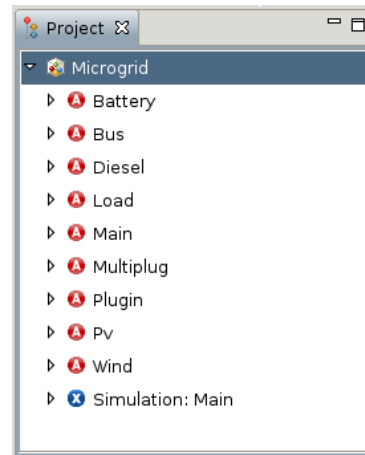 Project
Microgrid
Battery
Bus
Diesel
Load
Main
Multiplug
Plugin
Pv
Wind
Simulation: Main